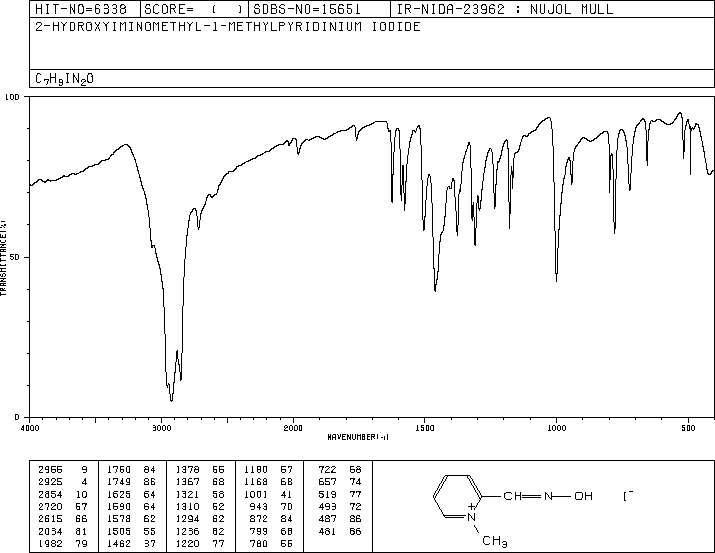 HIT-NO=6338 SCORE= ( ) SDBS-NO=15651 IR-NIDA-23962 : NUJOL MULL
2-HYDROXYIMINOMETHYL-1-METHYLPYRIDINIUM IODIDE
C7H9IN2O
100
TRANSMITTANCE(%)
50
0
4000 3000 2000 1500 1000 500
WAVENUMBER(-1)
2955 9 1760 84 1378 55 1180 57 722 68
2925 4 1749 86 1367 68 1168 68 657 74
2854 10 1625 64 1321 58 1001 41 519 77
2720 57 1590 64 1310 52 943 70 493 72
2615 66 1578 62 1294 62 872 84 487 86
2034 81 1505 55 1236 62 799 68 481 86
1982 79 1462 37 1220 77 780 55
CH N OH I-
N+
CH3